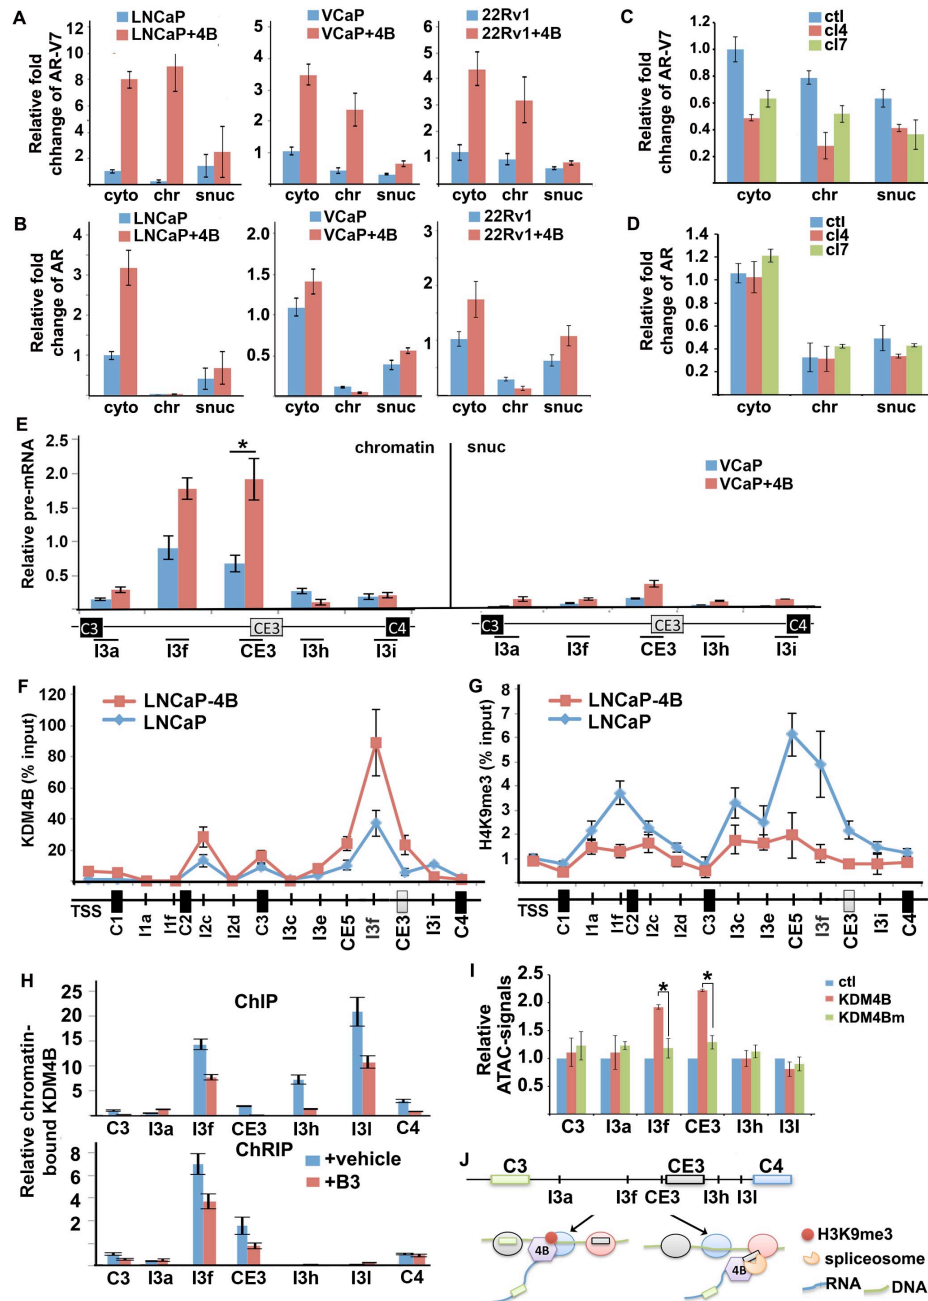 A
LNCaP
LNCaP+4B
VCaP
VCaP+4B
22Rv1
22Rv1+4B
Relative fold
chhange of AR-V7
12
10
8
6
4
2
cyto chr snuc
5
4
3
2
1
cyto chr snuc
6
5
4
3
2
1
cyto chr snuc
C
ctl
cl4
cl7
Relative fold
chhange of AR-V7
1.2
1.0
0.8
0.6
0.4
0.2
cyto chr snuc
B
LNCaP
LNCaP+4B
VCaP
VCaP+4B
22Rv1
22Rv1+4B
Relative fold
change of AR
4
3
2
1
cyto chr snuc
2.0
1.5
1.0
0.5
cyto chr snuc
3
2
1
cyto chr snuc
D
ctl
cl4
cl7
Relative fold
change of AR
1.4
1.2
1.0
0.8
0.6
0.4
0.2
cyto chr snuc
E
Relative pre-mRNA
2.5
2.0
1.5
1.0
0.5
*
chromatin
snuc
VCaP
VCaP+4B
C3 CE3 C4
I3a I3f CE3 I3h I3i
C3 CE3 C4
I3a I3f CE3 I3h I3i
F
LNCaP-4B
LNCaP
KDM4B (% input)
120
100
80
60
40
20
TSS C1 I1a I1f C2 I2c I2d C3 I3c I3e CE5 I3f CE3 I3i C4
G
LNCaP-4B
LNCaP
H4K9me3 (% input)
8
7
6
5
4
3
2
1
0
TSS C1 I1a I1f C2 I2c I2d C3 I3c I3e CE5 I3f CE3 I3i C4
H
Relative chromatin-
bound KDM4B
ChIP
25
20
15
10
5
C3 I3a I3f CE3 I3h I3l C4
ChRIP
+vehicle
+B3
8
6
4
2
C3 I3a I3f CE3 I3h I3l C4
I
Relative
ATAC-signals
ctl
KDM4B
KDM4Bm
2.5
2.0
1.5
1.0
0.5
* *
C3 I3a I3f CE3 I3h I3l
J
C3 CE3 C4
I3a I3f CE3 I3h I3l
4B
4B
H3K9me3
spliceosome
RNA DNA